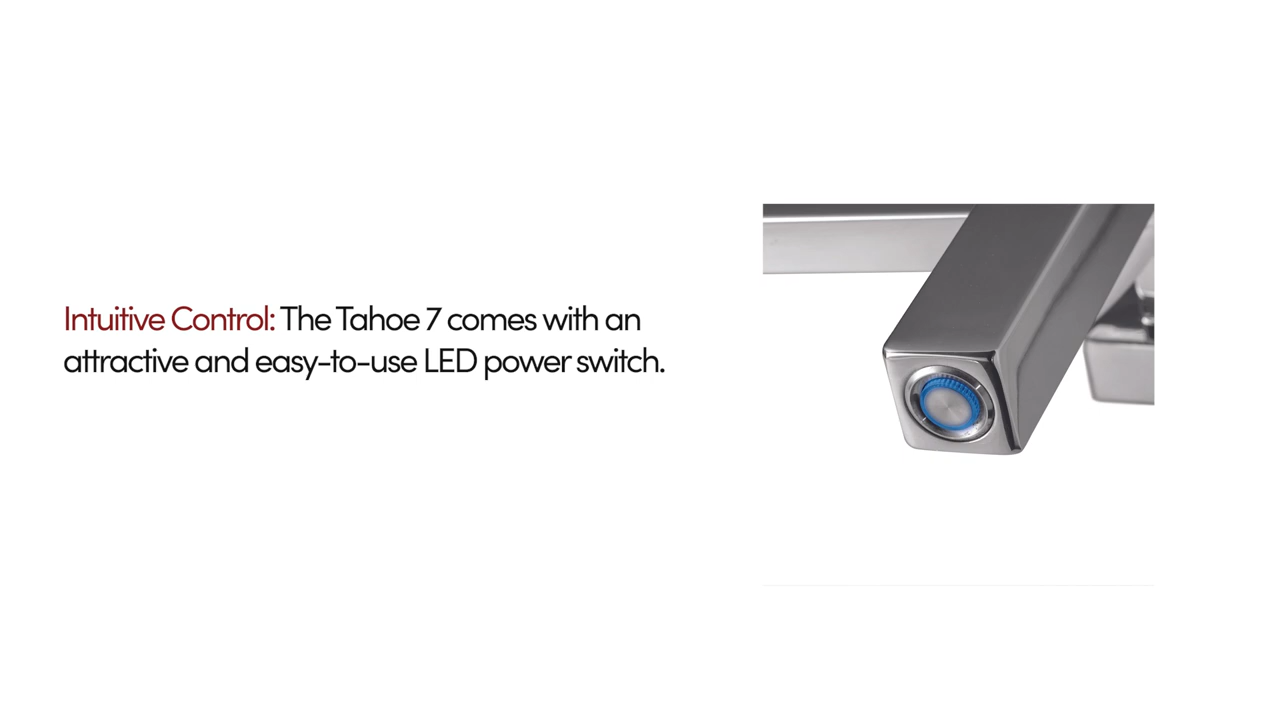 Intuitive Control: The Tahoe 7 comes with an
attractive and easy-to-use LED power switch.